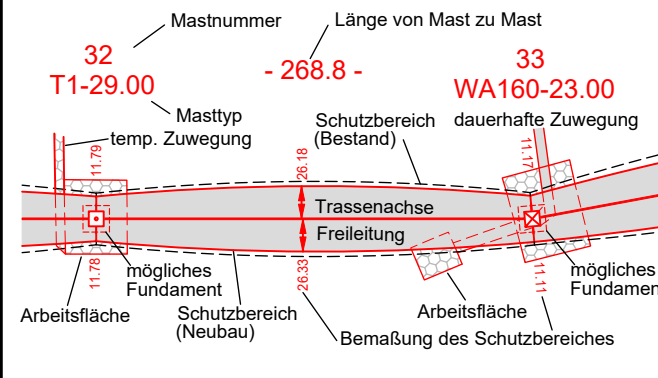 Mastnummer
Länge von Mast zu Mast
32
T1-29.00
- 268.8 -
33
WA160-23.00
Masttyp
temp. Zuwegung
Schutzbereich
(Bestand)
dauerhafte Zuwegung
11.79
26.18
11.17
Trassenachse
Freileitung
11.78
26.33
11.11
mögliches
Fundament
mögliches
Fundamen
Arbeitsfläche
Schutzbereich
(Neubau)
Arbeitsfläche
Bemaßung des Schutzbereiches